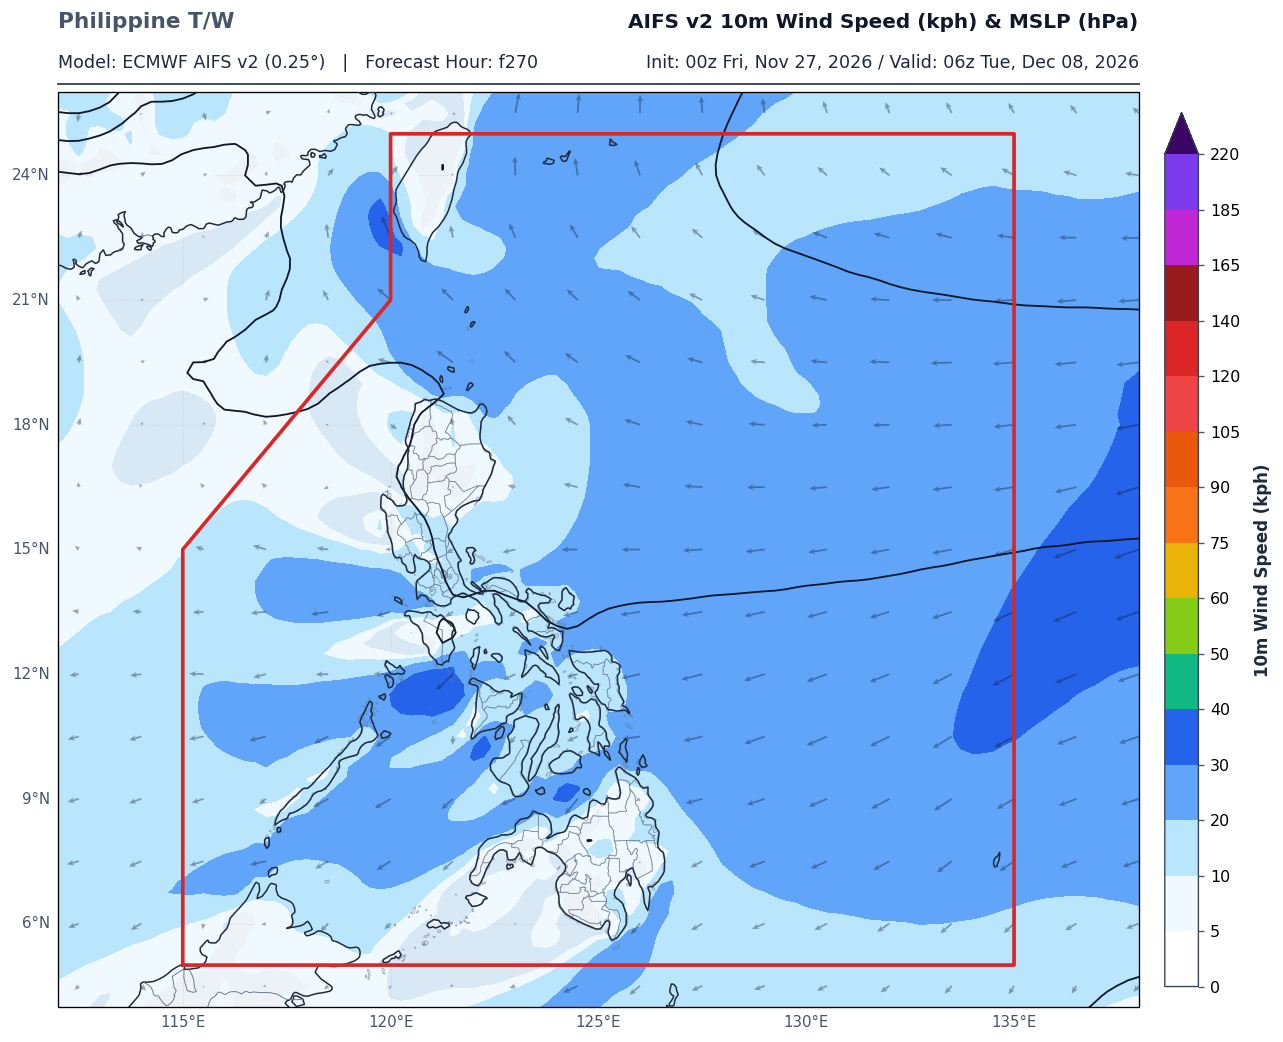 Philippine T/W
AIFS v2 10m Wind Speed (kph) & MSLP (hPa)
Model: ECMWF AIFS v2 (0.25°) | Forecast Hour: f270
Init: 00z Fri, Nov 27, 2026 / Valid: 06z Tue, Dec 08, 2026
24°N
21°N
18°N
15°N
12°N
9°N
6°N
115°E
120°E
125°E
130°E
135°E
220
185
165
140
120
105
90
75
60
50
40
30
20
10
5
0
10m Wind Speed (kph)